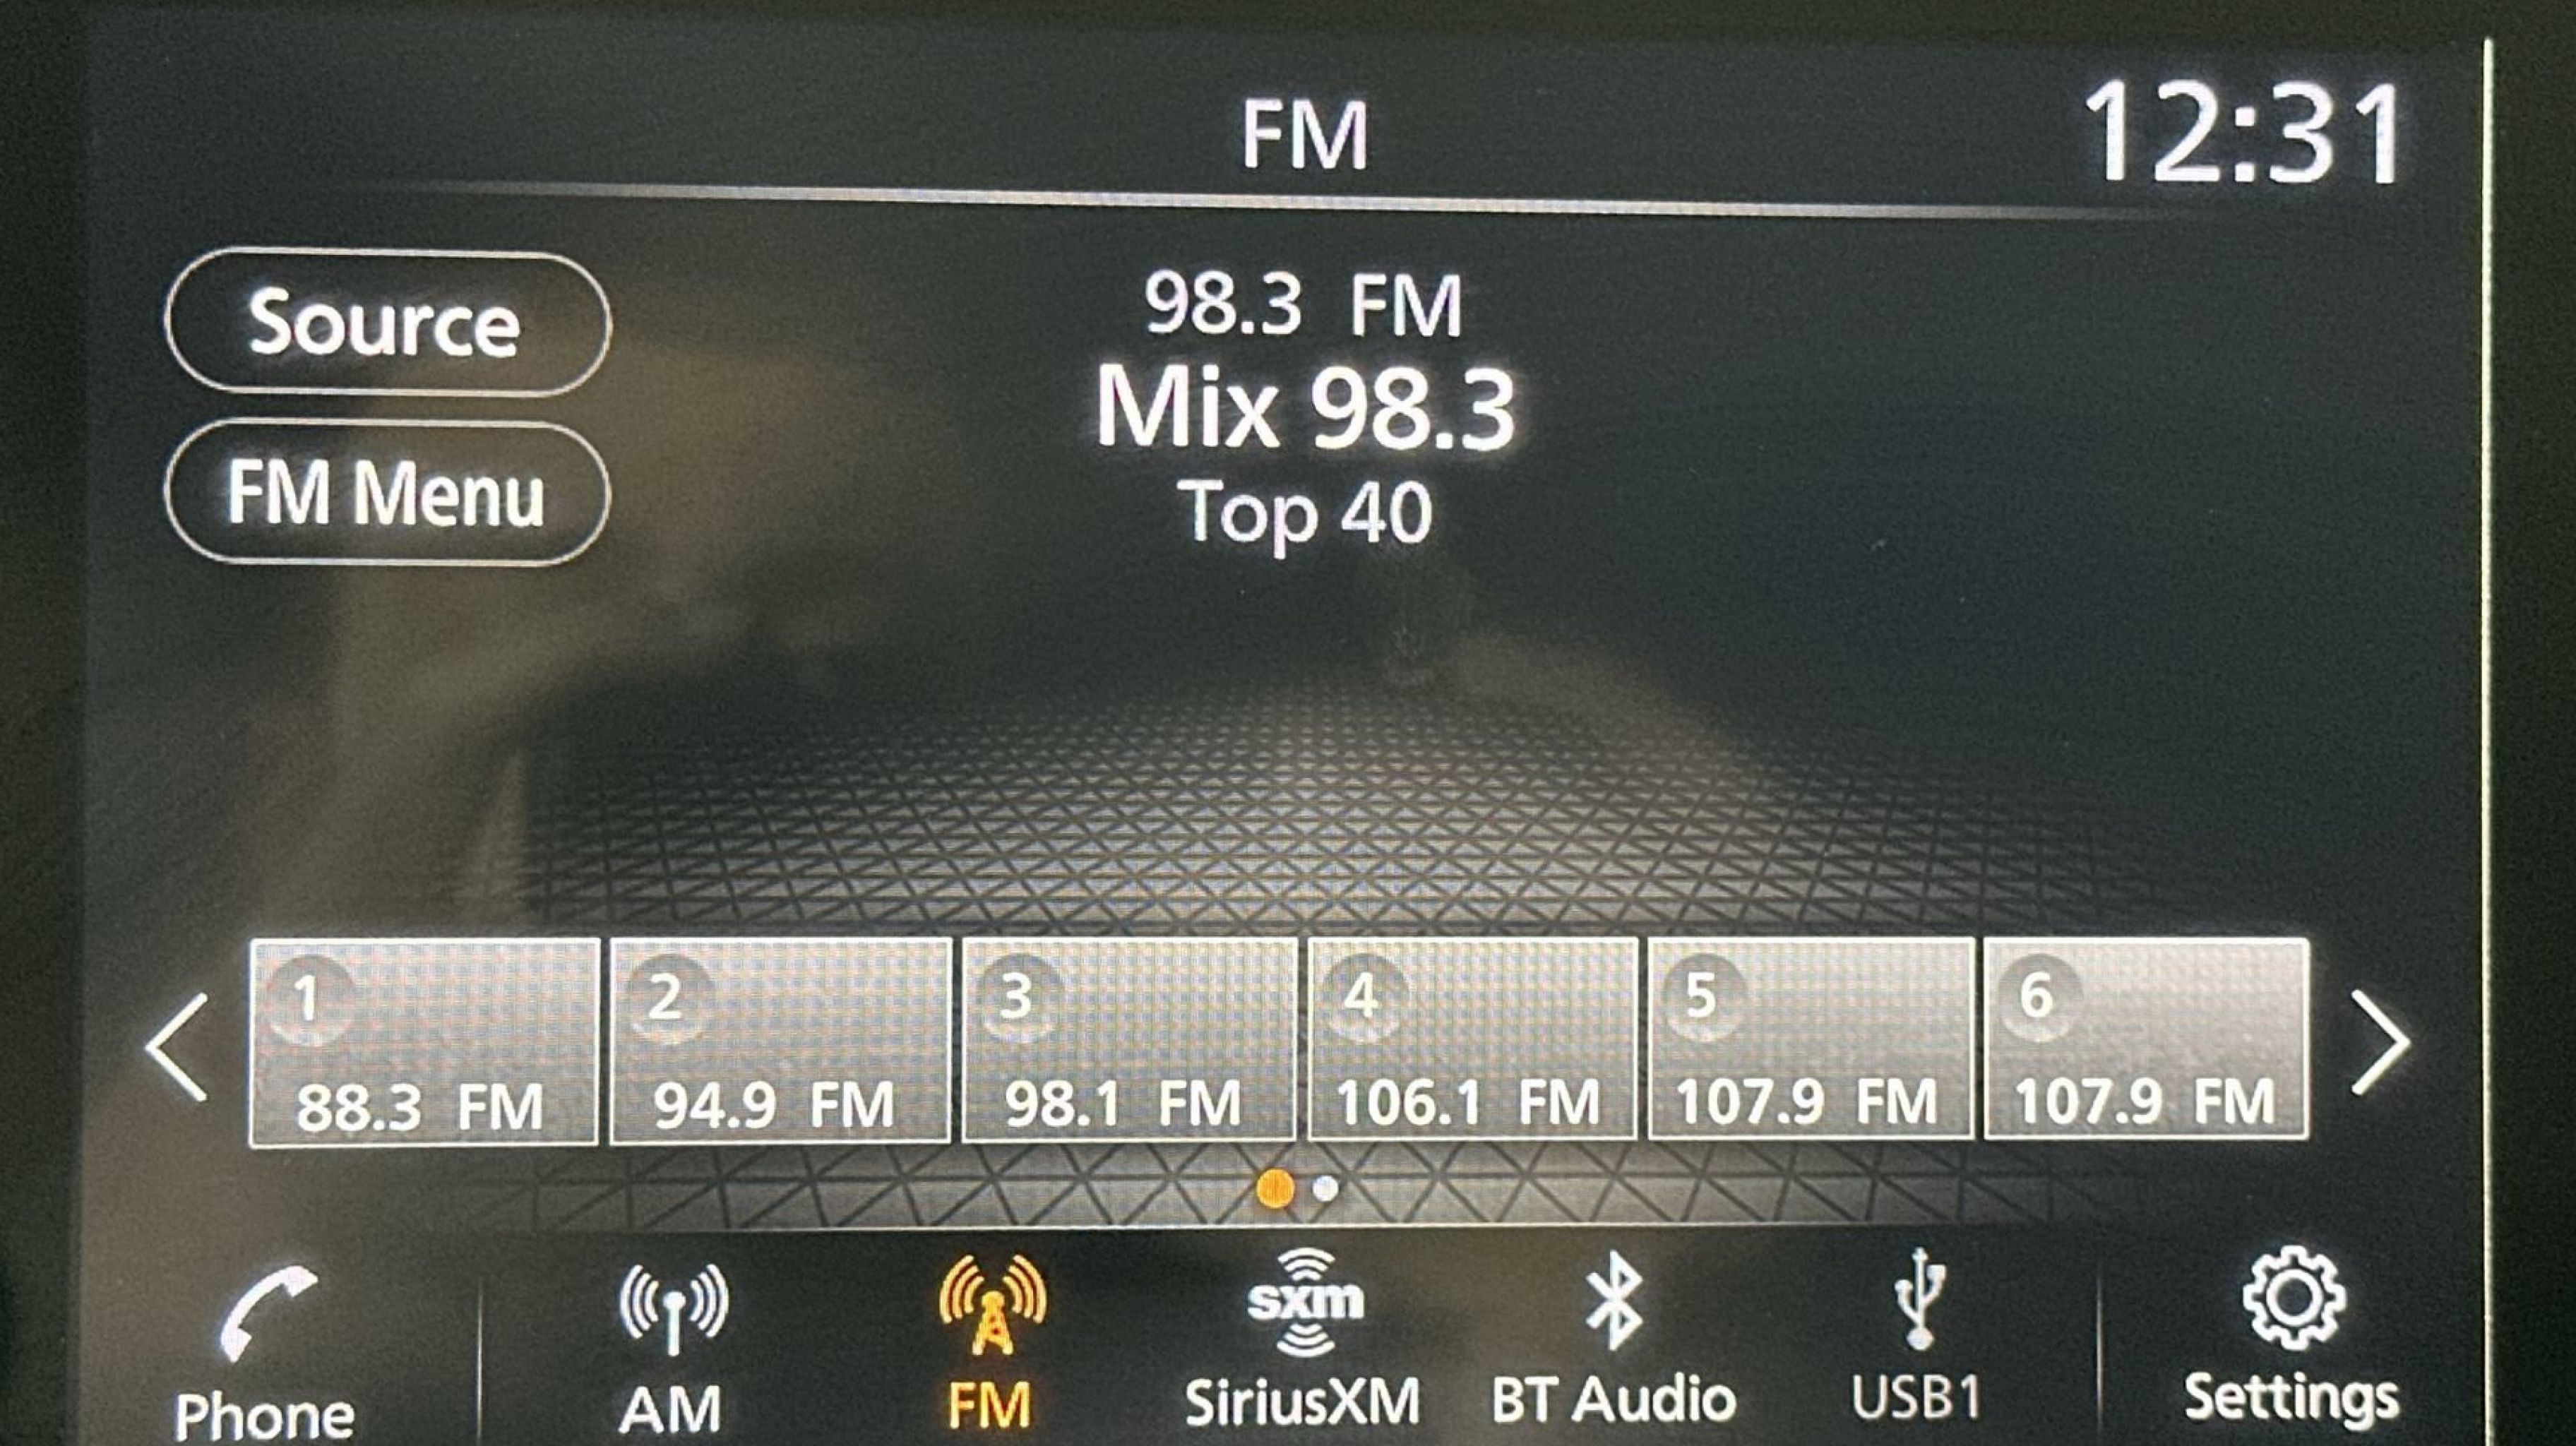 FM
12:31
Source
FM Menu
98.3 FM
Mix 98.3
Top 40
1
88.3 FM
2
94.9 FM
3
98.1 FM
4
106.1 FM
5
107.9 FM
6
107.9 FM
Phone
AM
FM
sxm
SiriusXM
BT Audio
USB1
Settings